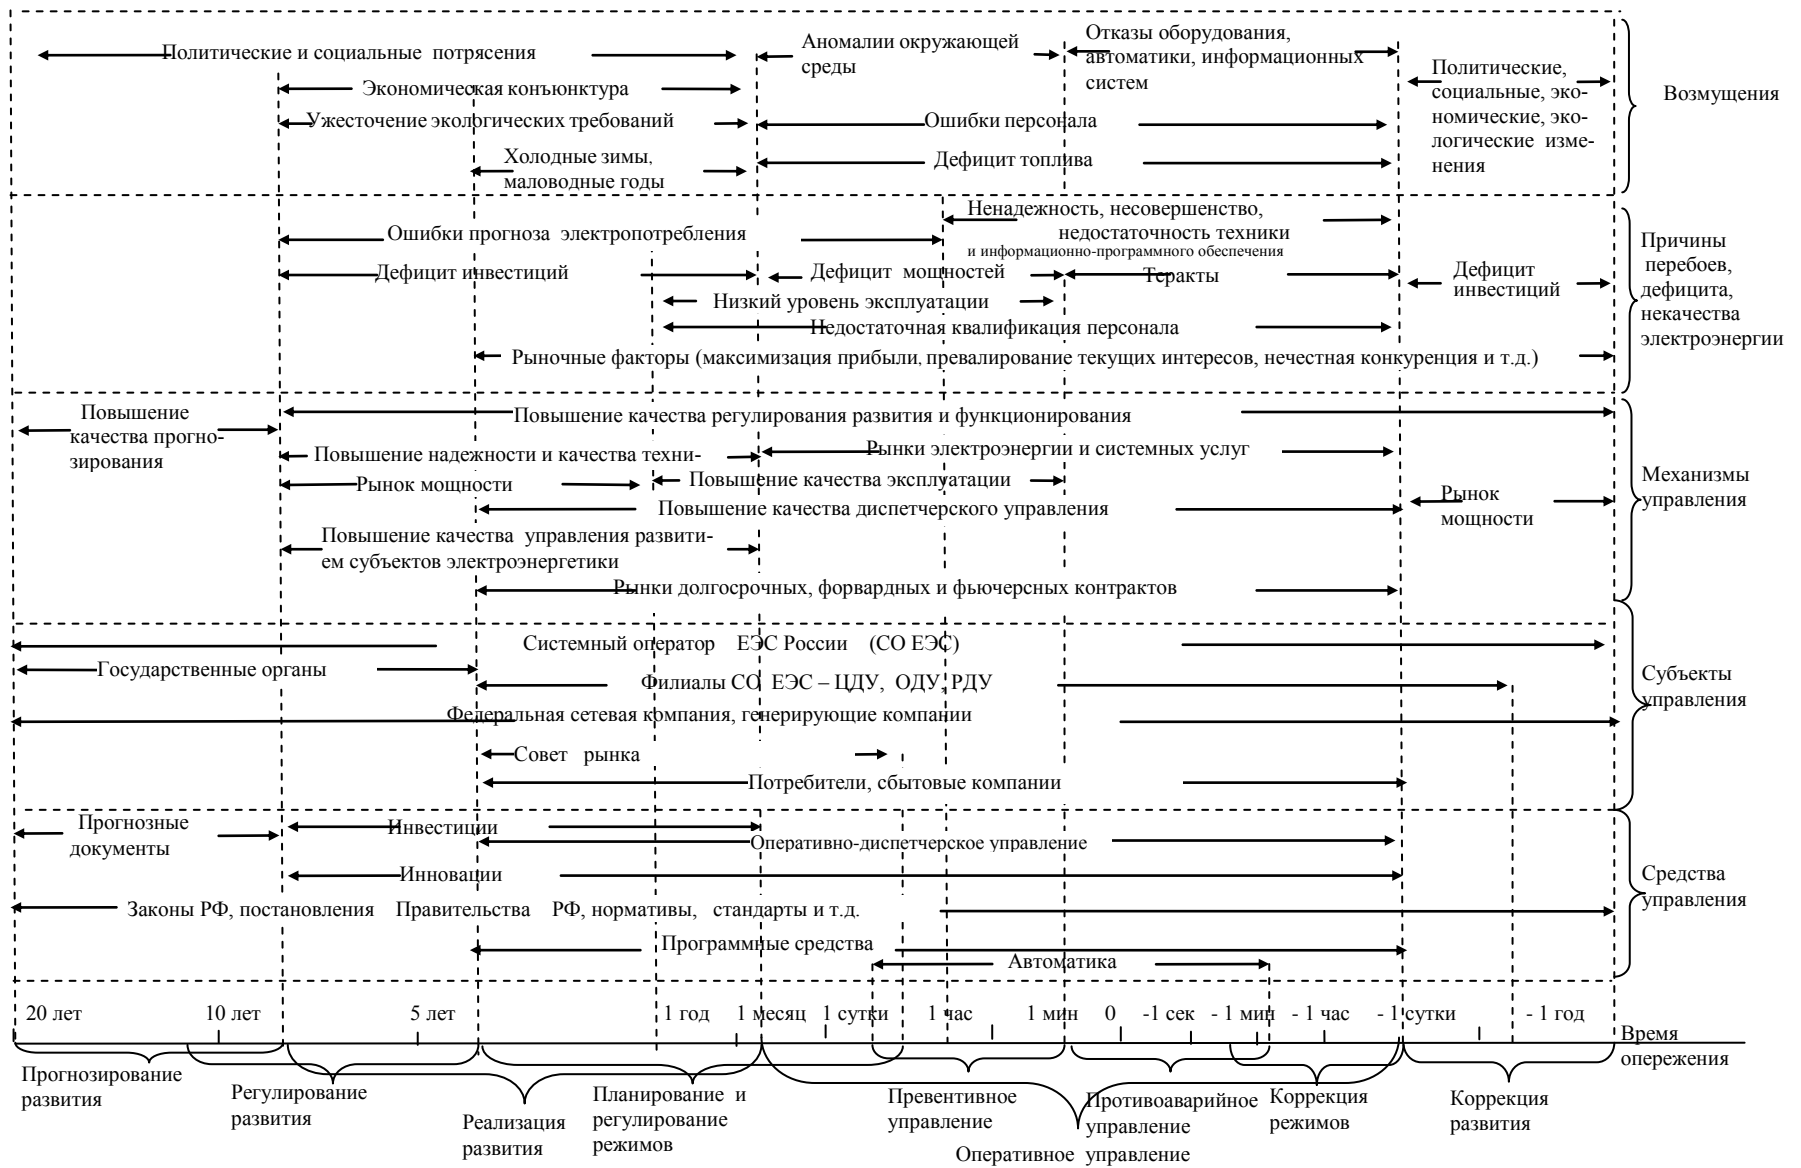 Политические и социальные потрясения
Аномалии окружающей
среды
Отказы оборудования,
автоматики, информационных
систем
Экономическая конъюнктура
Ужесточение экологических требований
Ошибки персонала
Холодные зимы,
маловодные годы
Дефицит топлива
Политические,
социальные, эко-
номические, эко-
логические изме-
нения
Возмущения
Ненадежность, несовершенство,
недостаточность техники
и информационно-программного обеспечения
Ошибки прогноза электропотребления
Дефицит инвестиций
Дефицит мощностей
Теракты
Дефицит
инвестиций
Низкий уровень эксплуатации
Недостаточная квалификация персонала
Рыночные факторы (максимизация прибыли, превалирование текущих интересов, нечестная конкуренция и т.д.)
Причины
перебоев,
дефицита,
некачества
электроэнергии
Повышение
качества прогно-
зирования
Повышение качества регулирования развития и функционирования
Повышение надежности и качества техни-
Рынки электроэнергии и системных услуг
Рынок мощности
Повышение качества эксплуатации
Повышение качества диспетчерского управления
Рынок
мощности
Повышение качества управления развити-
ем субъектов электроэнергетики
Рынки долгосрочных, форвардных и фьючерсных контрактов
Механизмы
управления
Системный оператор ЕЭС России (СО ЕЭС)
Государственные органы
Филиалы СО ЕЭС – ЦДУ, ОДУ, РДУ
Федеральная сетевая компания, генерирующие компании
Совет рынка
Потребители, сбытовые компании
Субъекты
управления
Прогнозные
документы
Инвестиции
Оперативно-диспетчерское управление
Инновации
Законы РФ, постановления Правительства РФ, нормативы, стандарты и т.д.
Программные средства
Автоматика
Средства
управления
20 лет 10 лет 5 лет 1 год 1 месяц 1 сутки 1 час 1 мин 0 -1 сек - 1 мин - 1 час - 1 сутки - 1 год
Время
опережения
Прогнозирование
развития
Регулирование
развития
Реализация
развития
Планирование и
регулирование
режимов
Превентивное
управление
Противоаварийное
управление
Оперативное управление
Коррекция
режимов
Коррекция
развития